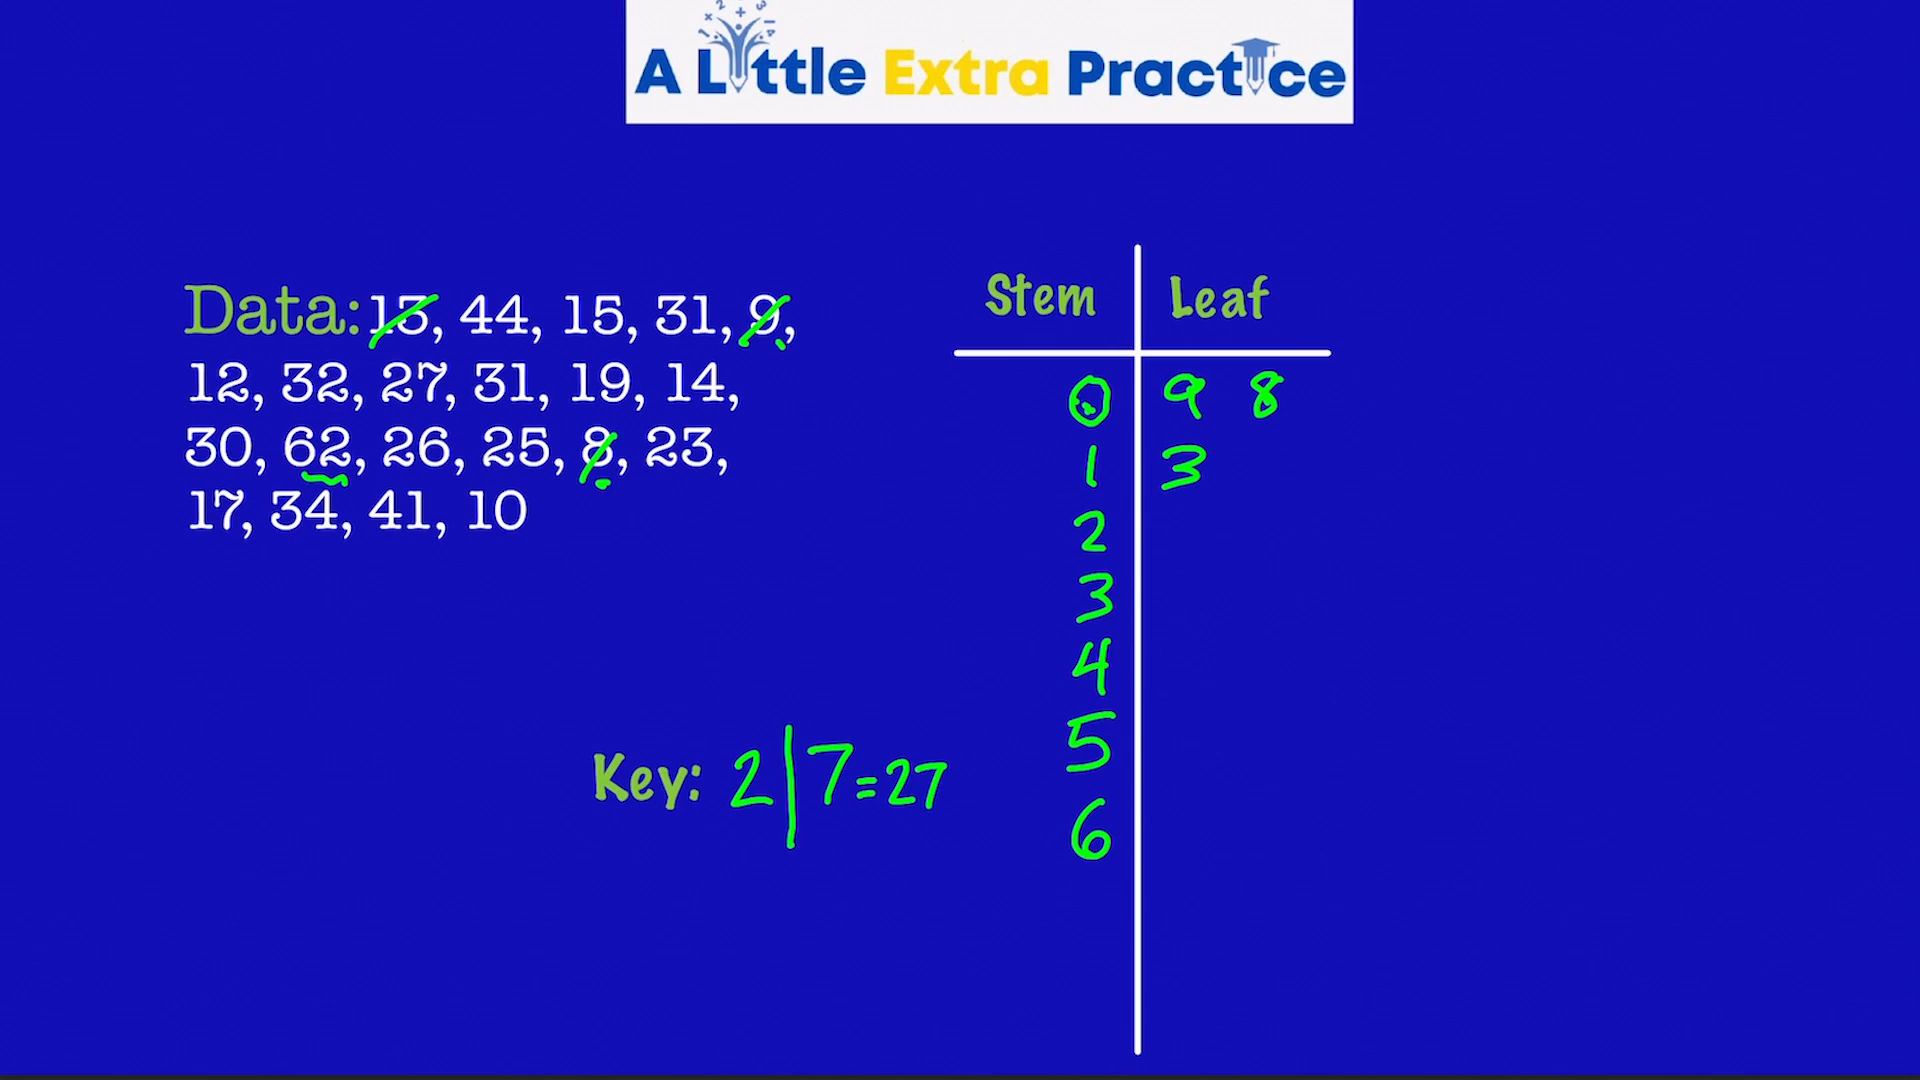 A Little Extra Practice
Data: 13, 44, 15, 31, 9,
12, 32, 27, 31, 19, 14,
30, 62, 26, 25, 8, 23,
17, 34, 41, 10
Stem Leaf
0 9 8
1 3
2
3
4
5
6
Key: 2|7=27